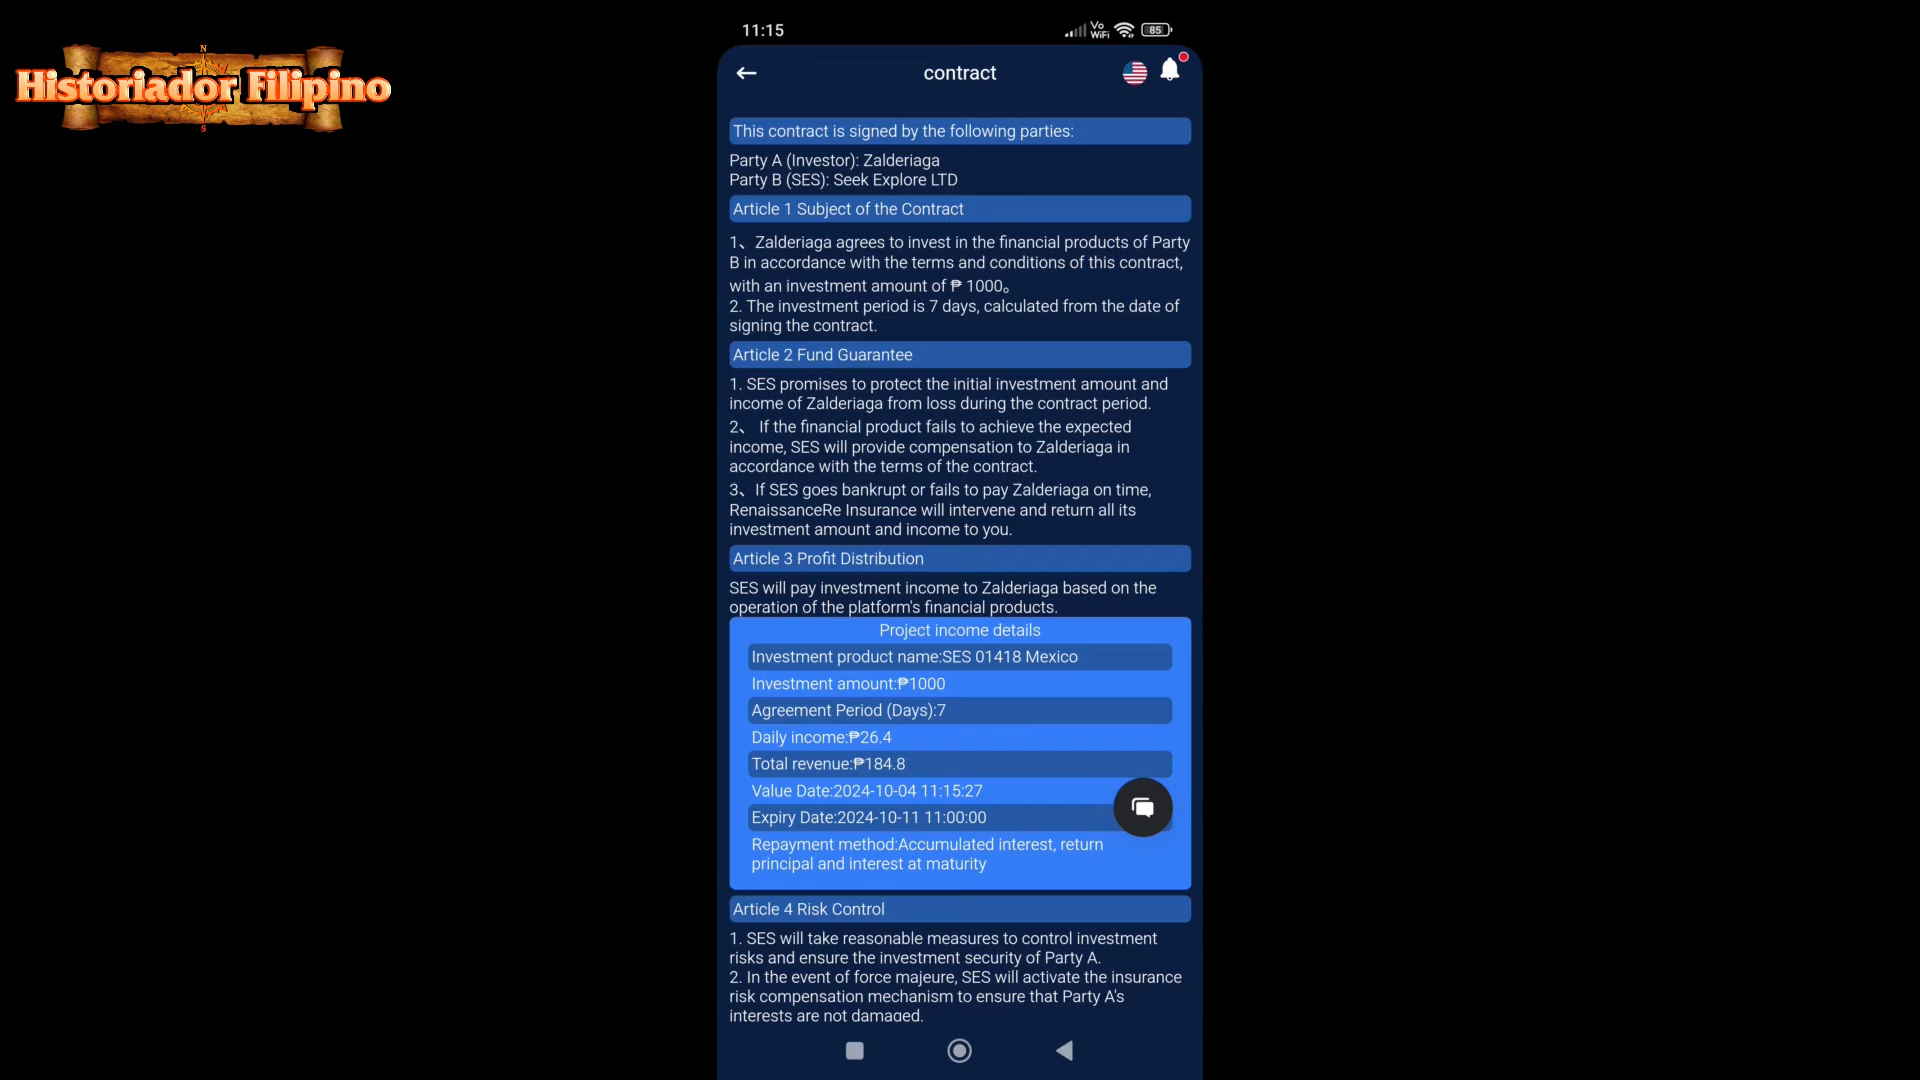 N
Historiador Filipino
S
11:15
Vo
WiFi
85
contract
This contract is signed by the following parties:
Party A (Investor): Zalderiaga
Party B (SES): Seek Explore LTD
Article 1 Subject of the Contract
1、Zalderiaga agrees to invest in the financial products of Party
B in accordance with the terms and conditions of this contract,
with an investment amount of ₱ 1000。
2. The investment period is 7 days, calculated from the date of
signing the contract.
Article 2 Fund Guarantee
1. SES promises to protect the initial investment amount and
income of Zalderiaga from loss during the contract period.
2、 If the financial product fails to achieve the expected
income, SES will provide compensation to Zalderiaga in
accordance with the terms of the contract.
3、If SES goes bankrupt or fails to pay Zalderiaga on time,
RenaissanceRe Insurance will intervene and return all its
investment amount and income to you.
Article 3 Profit Distribution
SES will pay investment income to Zalderiaga based on the
operation of the platform's financial products.
Project income details
Investment product name:SES 01418 Mexico
Investment amount:₱1000
Agreement Period (Days):7
Daily income:₱26.4
Total revenue:₱184.8
Value Date:2024-10-04 11:15:27
Expiry Date:2024-10-11 11:00:00
Repayment method:Accumulated interest, return
principal and interest at maturity
Article 4 Risk Control
1. SES will take reasonable measures to control investment
risks and ensure the investment security of Party A.
2. In the event of force majeure, SES will activate the insurance
risk compensation mechanism to ensure that Party A's
interests are not damaged.